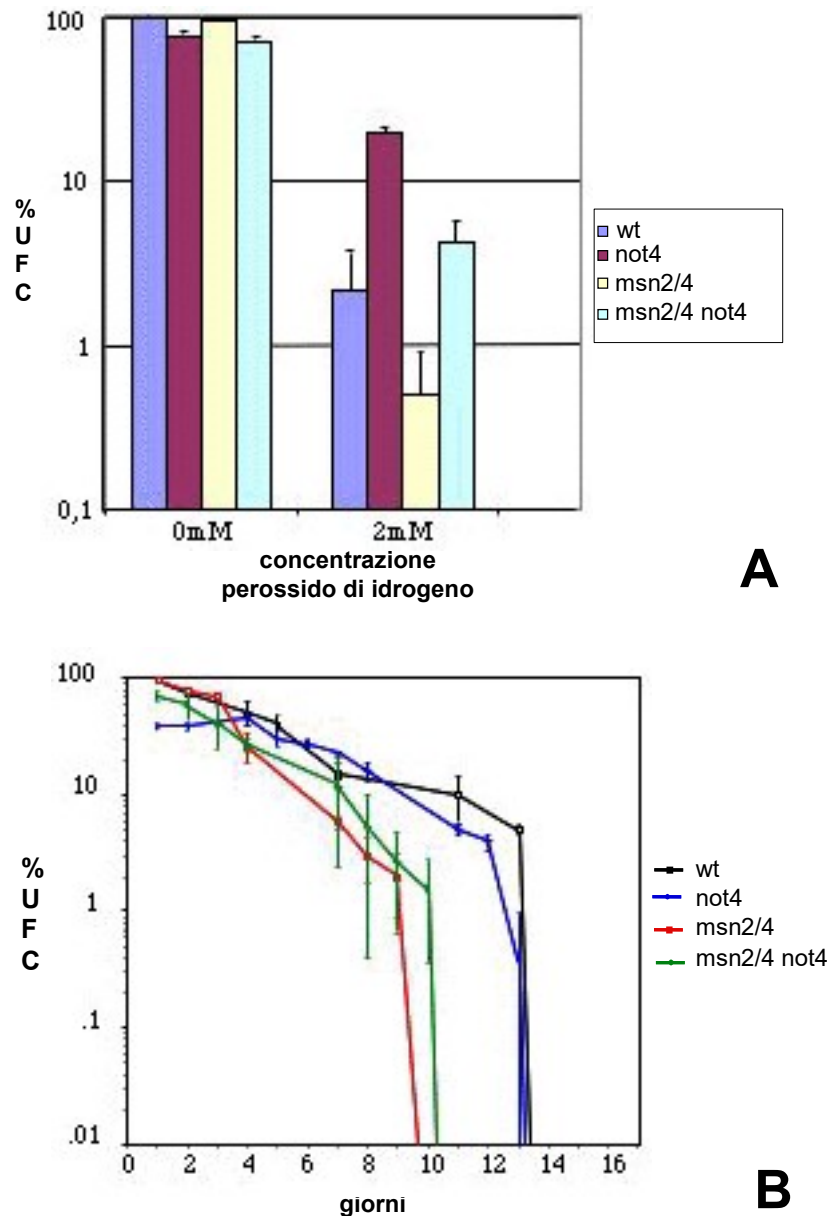 100
10
1
0,1
%
U
F
C
0mM
2mM
concentrazione
perossido di idrogeno
wt
not4
msn2/4
msn2/4 not4
A
100
10
1
.1
.01
%
U
F
C
0 2 4 6 8 10 12 14 16
giorni
wt
not4
msn2/4
msn2/4 not4
B